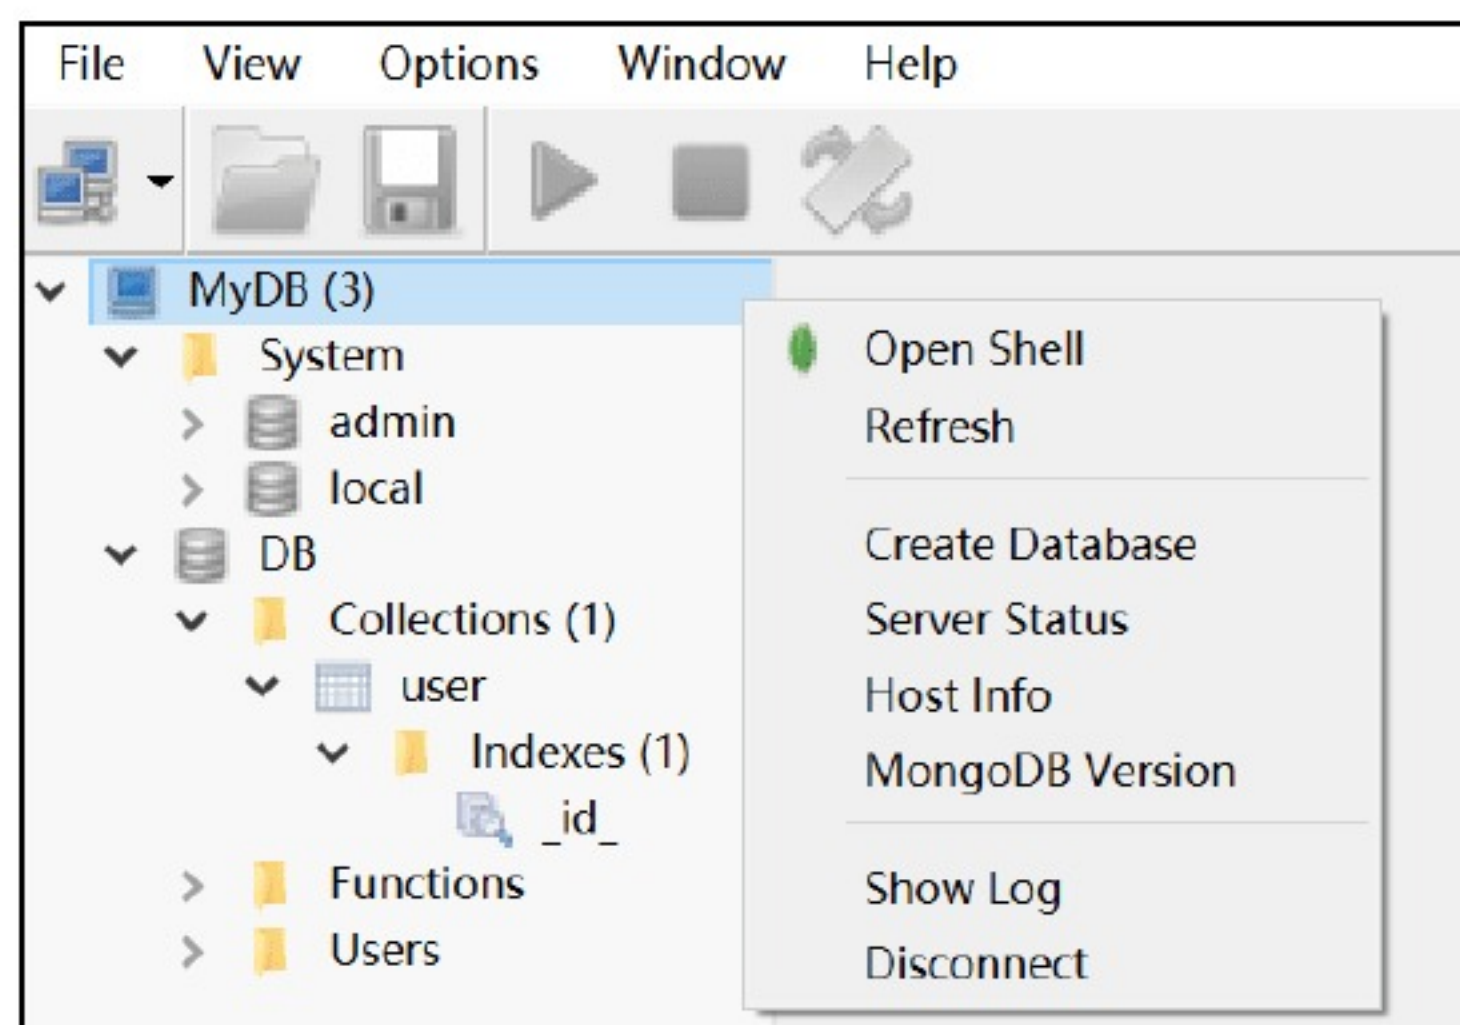 File View Options Window Help
MyDB (3)
System
admin
local
DB
Collections (1)
user
Indexes (1)
_id_
Functions
Users
Open Shell
Refresh
Create Database
Server Status
Host Info
MongoDB Version
Show Log
Disconnect